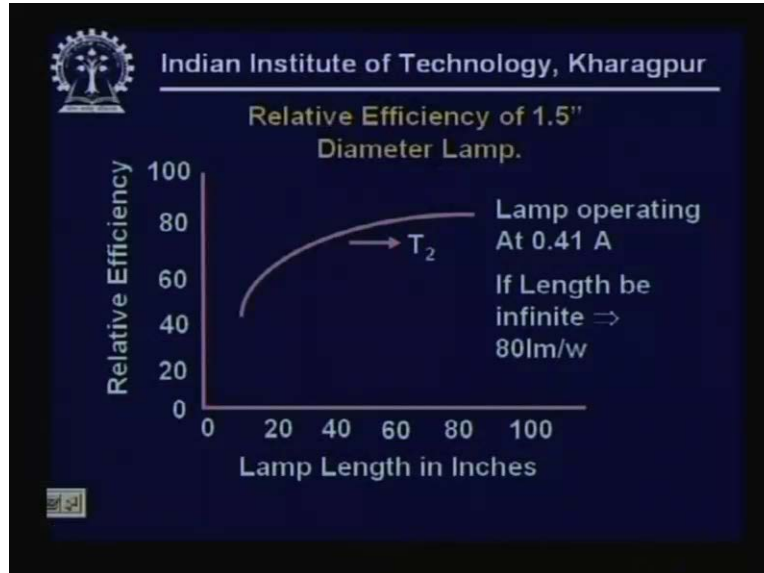 Indian Institute of Technology, Kharagpur
Relative Efficiency of 1.5”
Diameter Lamp.
Relative Efficiency
100
80
60
40
20
0
T2
Lamp operating
At 0.41 A
If Length be
infinite ⇒
80lm/w
0 20 40 60 80 100
Lamp Length in Inches